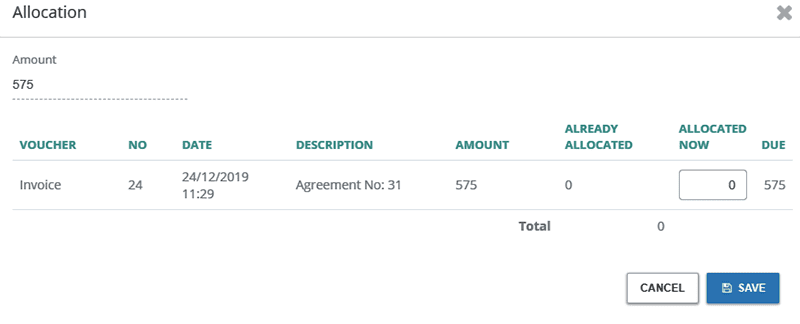 Allocation
Amount
575
VOUCHER NO DATE DESCRIPTION AMOUNT ALREADY ALLOCATED ALLOCATED NOW DUE
Invoice 24 24/12/2019 11:29 Agreement No: 31 575 0 0 575
Total 0
CANCEL SAVE